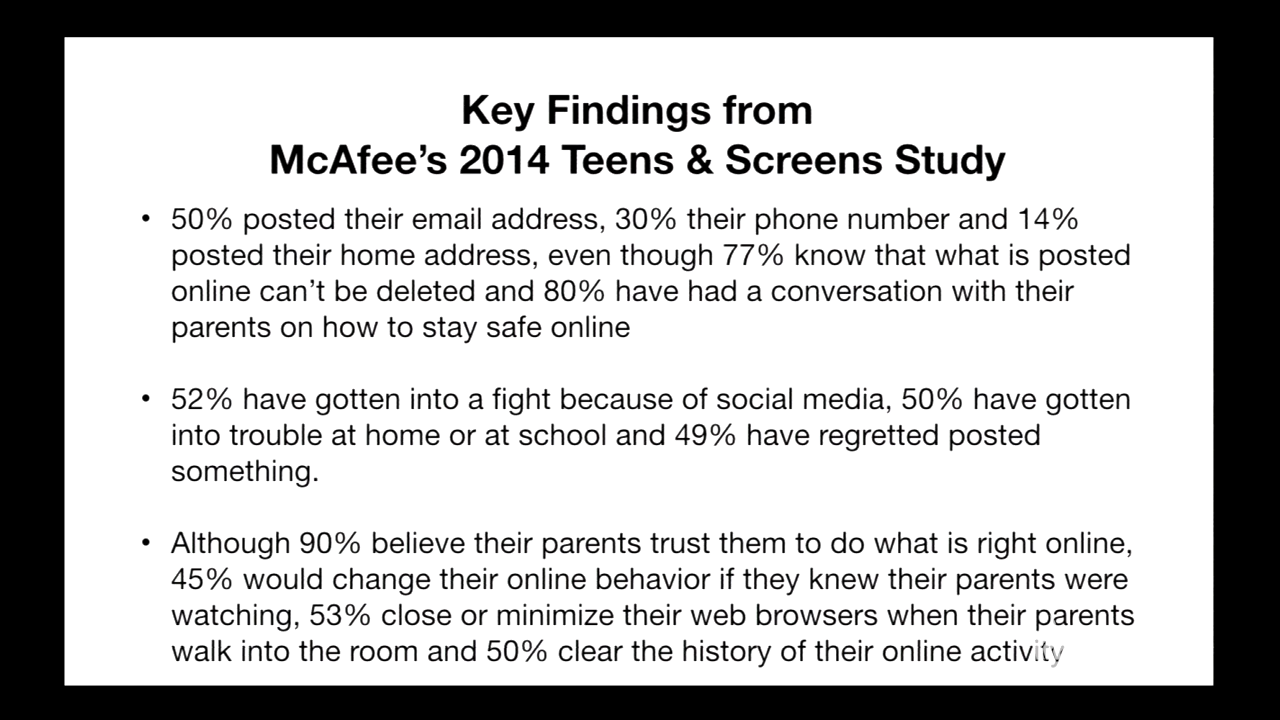 Key Findings from
McAfee’s 2014 Teens & Screens Study
• 50% posted their email address, 30% their phone number and 14%
posted their home address, even though 77% know that what is posted
online can’t be deleted and 80% have had a conversation with their
parents on how to stay safe online
• 52% have gotten into a fight because of social media, 50% have gotten
into trouble at home or at school and 49% have regretted posted
something.
• Although 90% believe their parents trust them to do what is right online,
45% would change their online behavior if they knew their parents were
watching, 53% close or minimize their web browsers when their parents
walk into the room and 50% clear the history of their online activity